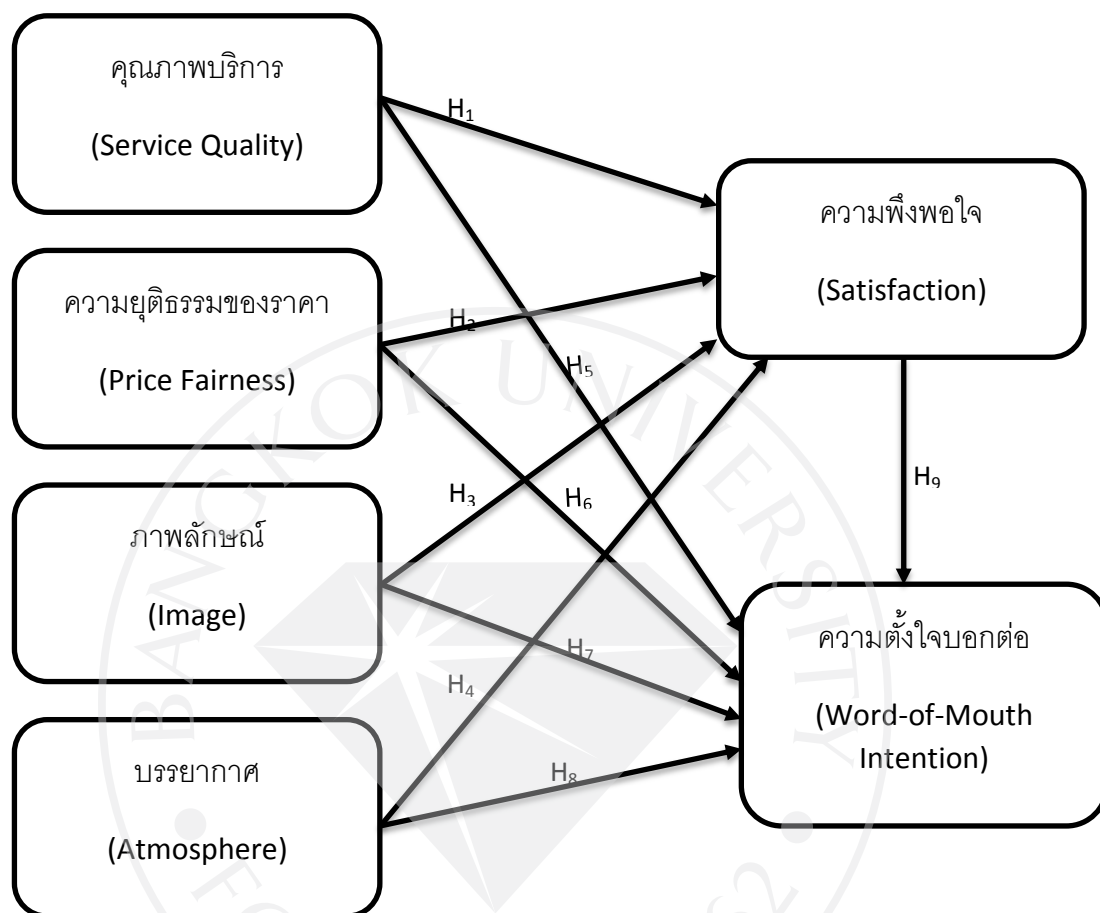 คุณภาพบริการ
(Service Quality)
ความยุติธรรมของราคา
(Price Fairness)
ภาพลักษณ์
(Image)
บรรยากาศ
(Atmosphere)
H1
H2
H3
H4
H5
H6
H7
H8
ความพึงพอใจ
(Satisfaction)
H9
ความตั้งใจบอกต่อ
(Word-of-Mouth
Intention)
BANGKOK UNIVERSITY